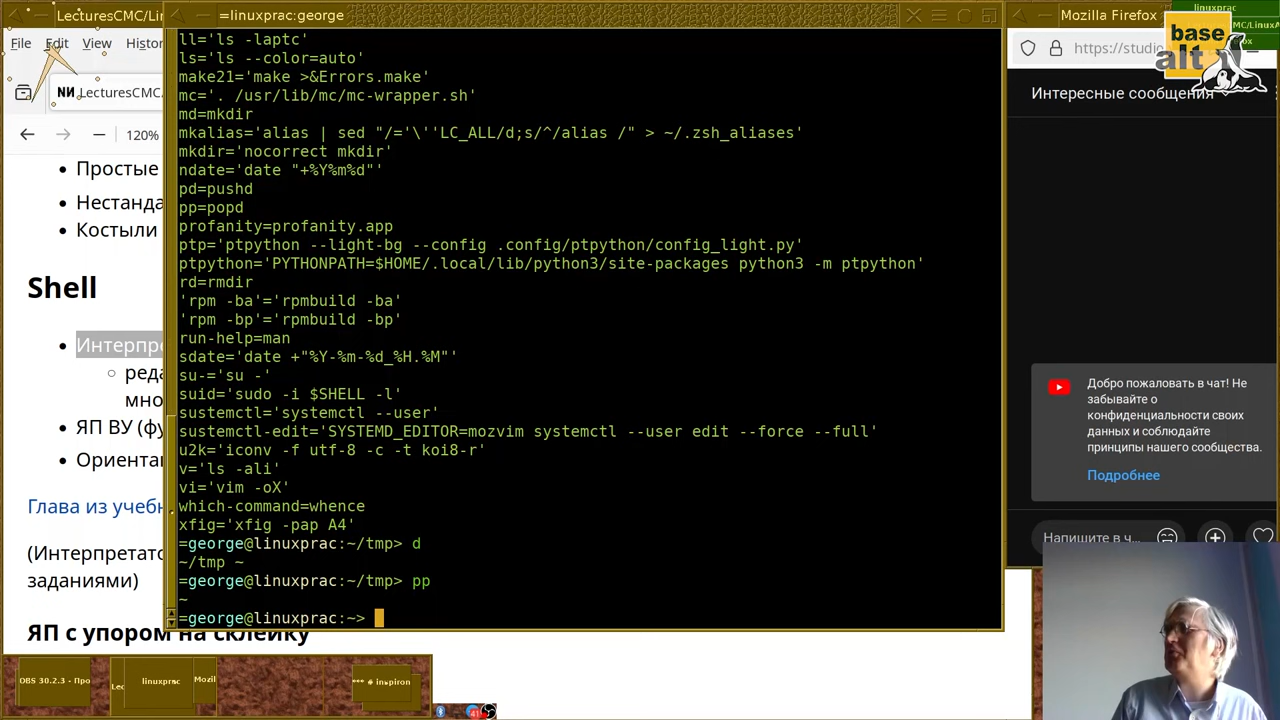 LecturesCMC/Li
=linuxprac:george
Mozilla Firefox
linuxprac
File Edit View Histor
LecturesCMC/
120%
https://studio
base
alt
Интересные сообщения
Простые
Нестанда
Костыли
Shell
Интерпре
реда
мног
ЯП ВУ (фу
Ориентац
Глава из учебн
(Интерпретато
заданиями)
ЯП с упором на склейку
ll='ls -laptc'
ls='ls --color=auto'
make21='make >&Errors.make'
mc='. /usr/lib/mc/mc-wrapper.sh'
md=mkdir
mkalias='alias | sed "/='\''LC_ALL/d;s/^/alias /" > ~/.zsh_aliases'
mkdir='nocorrect mkdir'
ndate='date "+%Y%m%d"'
pd=pushd
pp=popd
profanity=profanity.app
ptp='ptpython --light-bg --config .config/ptpython/config_light.py'
ptpython='PYTHONPATH=$HOME/.local/lib/python3/site-packages python3 -m ptpython'
rd=rmdir
'rpm -ba'='rpmbuild -ba'
'rpm -bp'='rpmbuild -bp'
run-help=man
sdate='date +"%Y-%m-%d_%H.%M"'
su-='su -'
suid='sudo -i $SHELL -l'
sustemctl='systemctl --user'
sustemctl-edit='SYSTEMD_EDITOR=mozvim systemctl --user edit --force --full'
u2k='iconv -f utf-8 -c -t koi8-r'
v='ls -ali'
vi='vim -oX'
which-command=whence
xfig='xfig -pap A4'
=george@linuxprac:~/tmp> d
~/tmp ~
=george@linuxprac:~/tmp> pp
~
=george@linuxprac:~>
Добро пожаловать в чат! Не
забывайте о
конфиденциальности своих
данных и соблюдайте
принципы нашего сообщества.
Подробнее
Напишите в ч...
OBS 30.2.3 - Про
Lec
linuxprac
Mozil
*** # inspiron